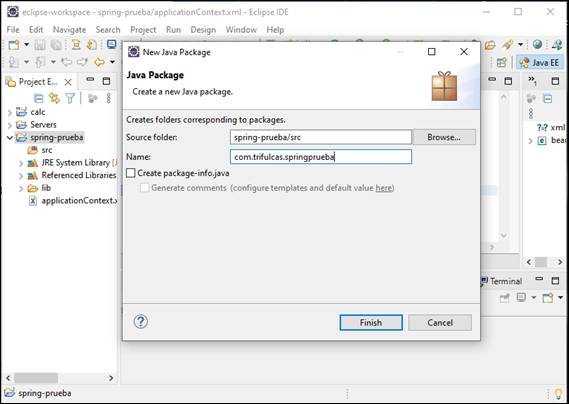 eclipse-workspace - spring-prueba/applicationContext.xml - Eclipse IDE
File Edit Navigate Search Project Run Design Window Help
Java EE
Project E...
calc
Servers
spring-prueba
src
JRE System Library [
Referenced Libraries
lib
applicationContext.x
New Java Package
Java Package
Create a new Java package.
Creates folders corresponding to packages.
Source folder: spring-prueba/src Browse...
Name: com.trifulcas.springprueba
Create package-info.java
Generate comments (configure templates and default value here)
Finish Cancel
xml
bean
Terminal
spring-prueba